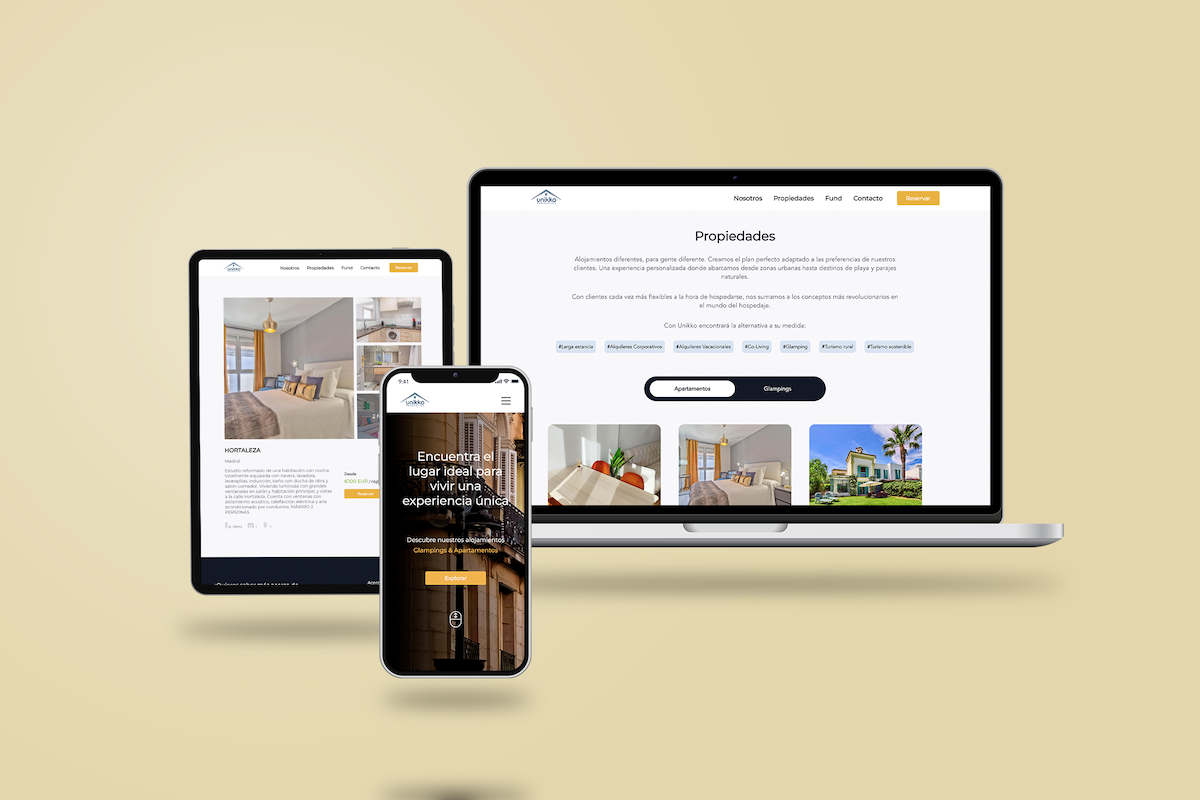 unikko
Nosotros
Propiedades
Fund
Contacto
Reservar
Propiedades
Alojamientos diferentes, para gente diferente. Creamos el plan perfecto adaptado a las preferencias de nuestros
clientes. Una experiencia personalizada donde abarcamos desde zonas urbanas hasta destinos de playa y parajes
naturales.
Con clientes cada vez más flexibles a la hora de hospedarse, nos sumamos a los conceptos más revolucionarios en
el mundo del hospedaje.
Con Unikko encontrará la alternativa a su medida:
#Larga estancia
#Alquileres Corporativos
#Alquileres Vacacionales
#Co-Living
#Glamping
#Turismo rural
#Turismo sostenible
Apartamentos
Glampings
unikko
Nosotros
Propiedades
Fund
Contacto
Reservar
HORTALEZA
Madrid
Estudio reformado de una habitación con cocina
totalmente equipada con nevera, lavadora,
lavavajillas, inducción, baño con ducha de obra y
salón-comedor. Vivienda luminosa con grandes
ventanales en salón y habitación principal, y vistas
a la calle Hortaleza. Cuenta con ventanas con
aislamiento acústico, calefacción eléctrica y aire
acondicionado por conductos. MÁXIMO 2
PERSONAS
Desde
€100 EUR
Reservar
9:41
unikko
Encuentra el
lugar ideal para
vivir una
experiencia única.
Descubre nuestros alojamientos
Glampings & Apartamentos
Explorar